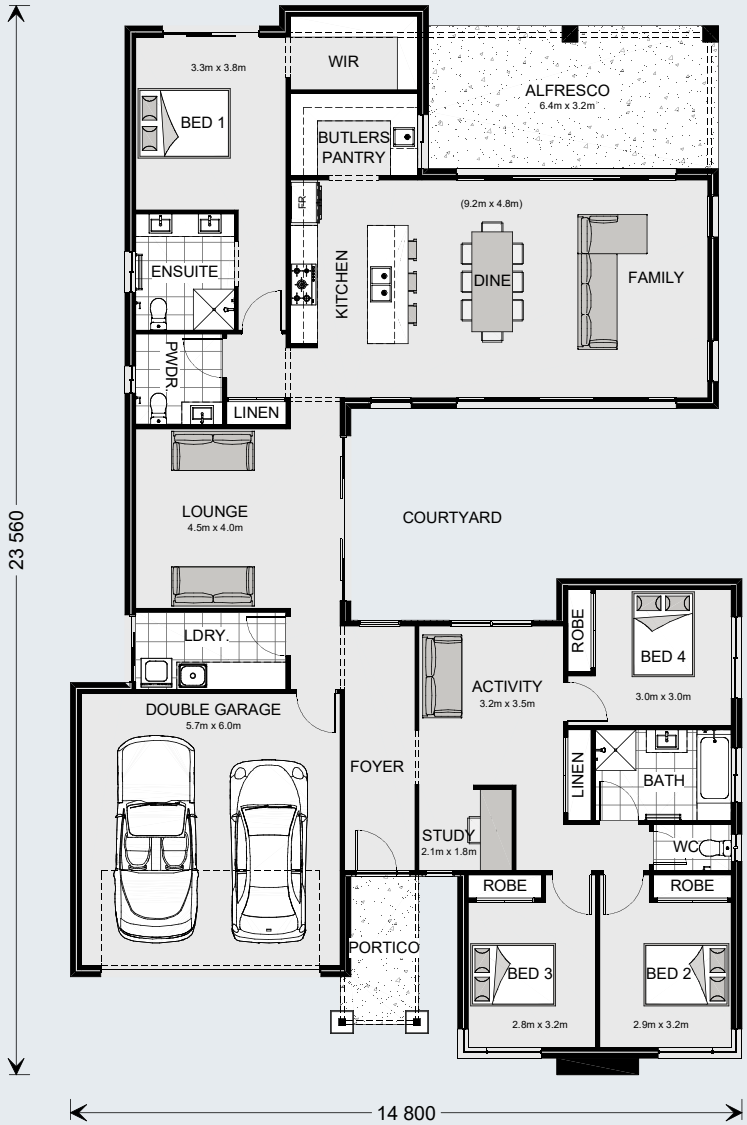 3.3m x 3.8m
BED 1
WIR
BUTLERS
PANTRY
ALFRESCO
6.4m x 3.2m
FR
(9.2m x 4.8m)
KITCHEN
DINE
FAMILY
ENSUITE
PWDR.
LINEN
LOUNGE
4.5m x 4.0m
COURTYARD
LDRY.
ROBE
BED 4
3.0m x 3.0m
ACTIVITY
3.2m x 3.5m
DOUBLE GARAGE
5.7m x 6.0m
FOYER
LINEN
BATH
STUDY
2.1m x 1.8m
WC
ROBE
ROBE
PORTICO
BED 3
2.8m x 3.2m
BED 2
2.9m x 3.2m
23 560
14 800